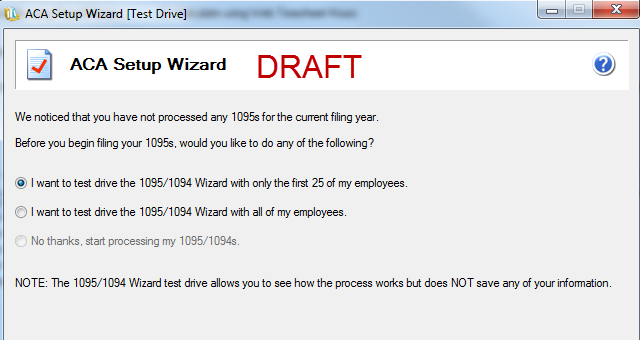 ACA Setup Wizard [Test Drive]
ACA Setup Wizard DRAFT
We noticed that you have not processed any 1095s for the current filing year.
Before you begin filing your 1095s, would you like to do any of the following?
I want to test drive the 1095/1094 Wizard with only the first 25 of my employees.
I want to test drive the 1095/1094 Wizard with all of my employees.
No thanks, start processing my 1095/1094s.
NOTE: The 1095/1094 Wizard test drive allows you to see how the process works but does NOT save any of your information.